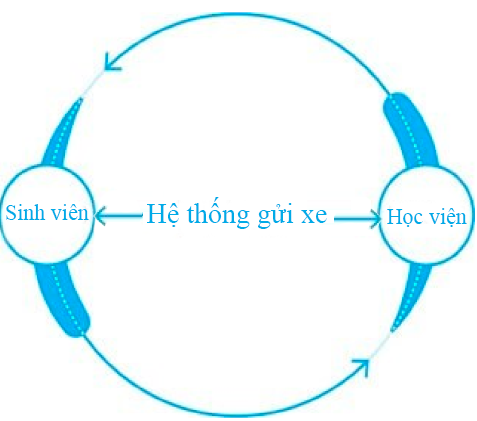 Sinh viên
Hệ thống gửi xe
Học viện